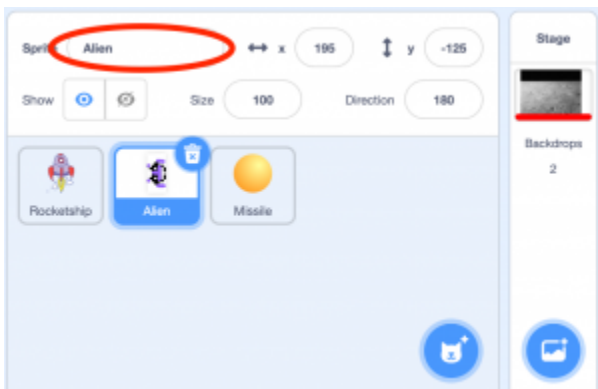 Sprite Alien x 195 y -125
Stage
Show Size 100 Direction 180
Backdrops
2
Rocketship Alien Missile